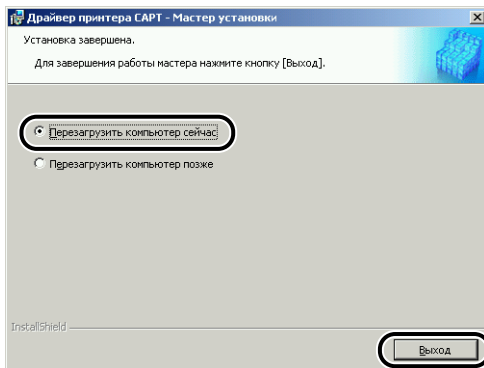 Драйвер принтера CAPT - Мастер установки
Установка завершена.
Для завершения работы мастера нажмите кнопку [Выход].
Перезагрузить компьютер сейчас
Перезагрузить компьютер позже
InstallShield
Выход